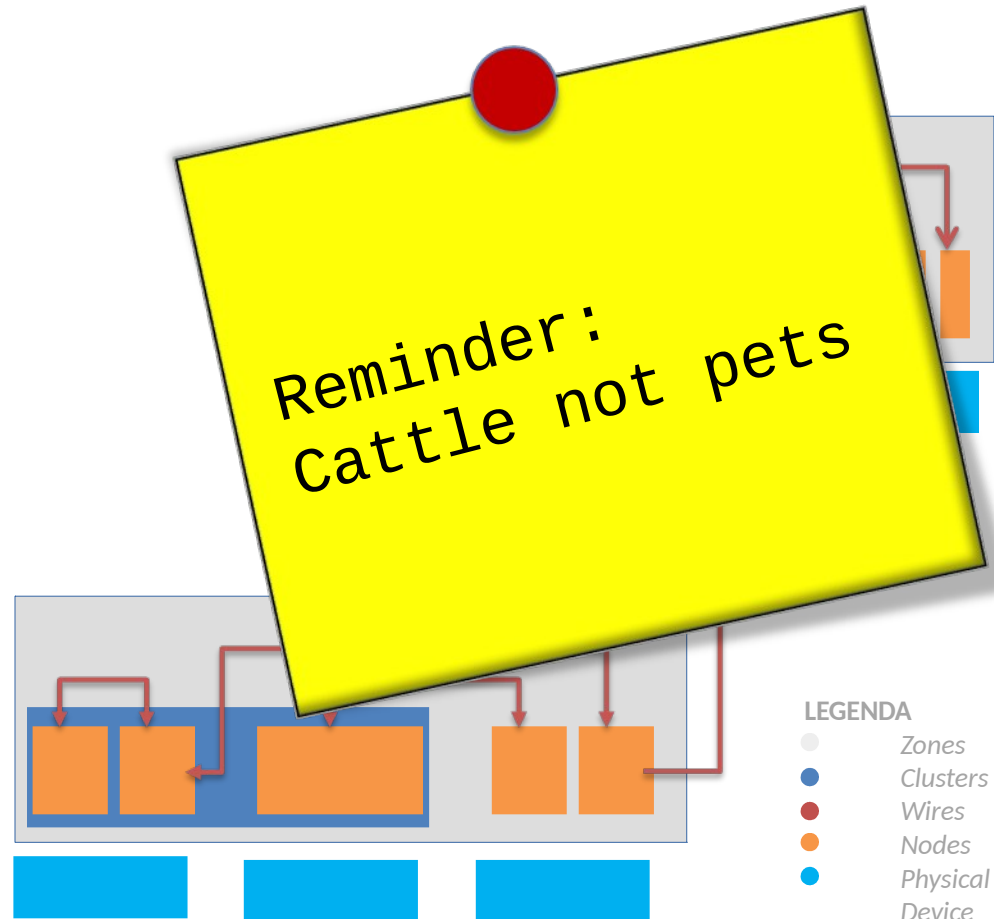 Reminder:
Cattle not pets
LEGENDA
Zones
Clusters
Wires
Nodes
Physical
Device